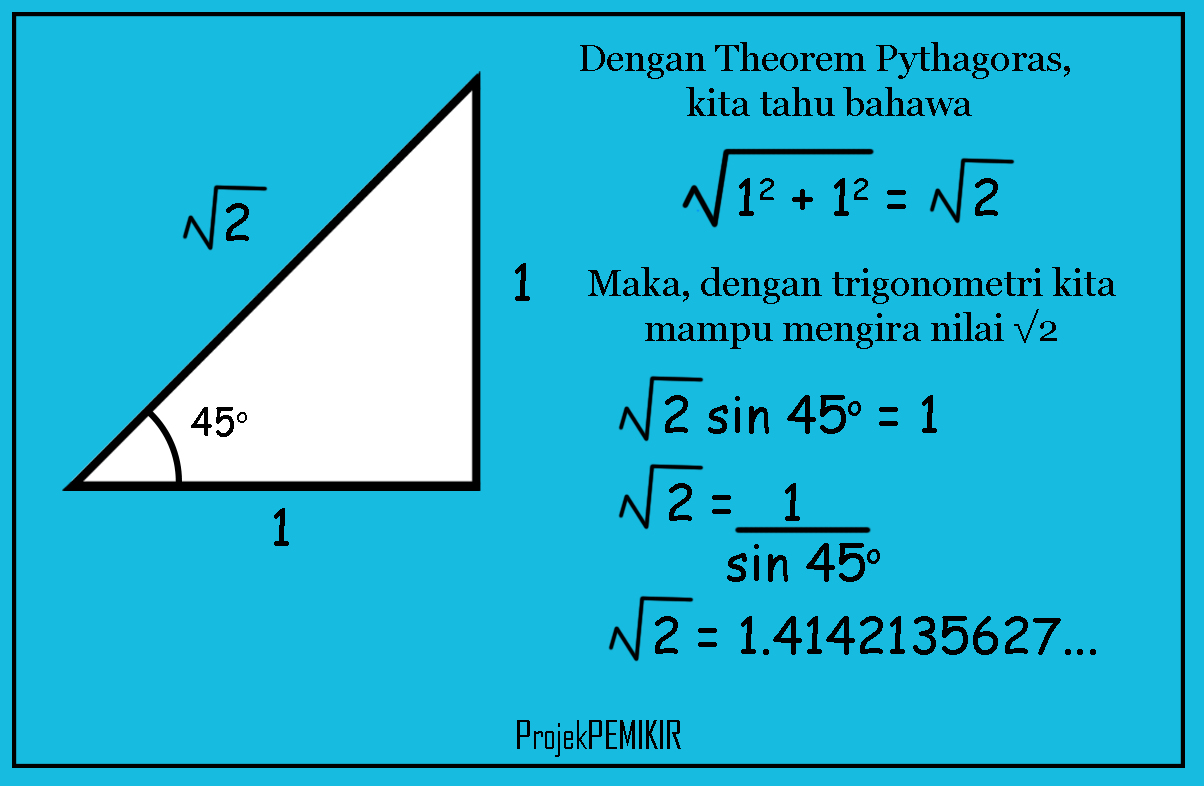 Dengan Theorem Pythagoras,
kita tahu bahawa
√1² + 1² = √2
√2
1
Maka, dengan trigonometri kita
mampu mengira nilai √2
√2 sin 45° = 1
45°
√2 = 1
sin 45°
1
√2 = 1.4142135627...
ProjekPEMIKIR